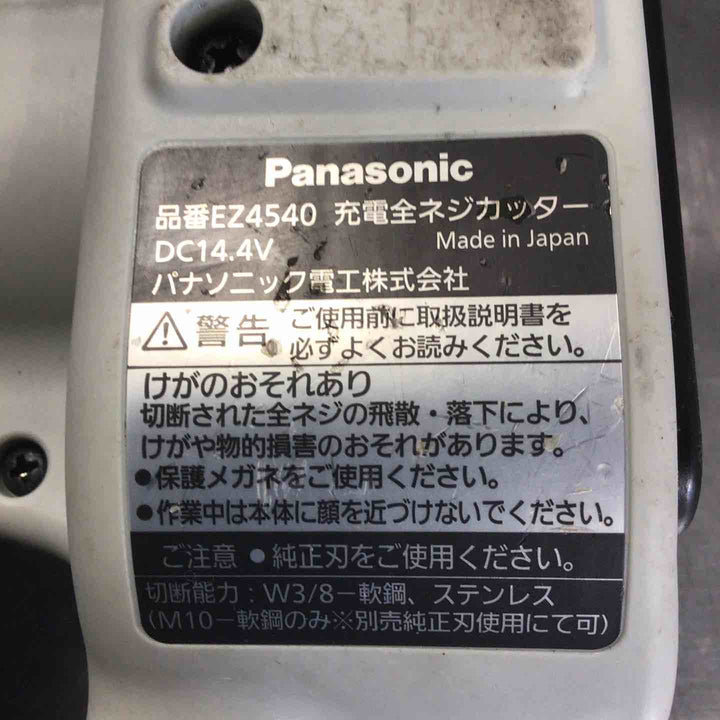 Panasonic
品番EZ4540 充電全ネジカッター
DC14.4V Made in Japan
パナソニック電工株式会社
警告 ご使用前に取扱説明書を
必ずよくお読みください。
けがのおそれあり
切断された全ネジの飛散・落下により、
けがや物的損害のおそれがあります。
●保護メガネをご使用ください。
●作業中は本体に顔を近づけないでください。
ご注意 ●純正刃をご使用ください。
切断能力：W3/8－軟鋼、ステンレス
(M10－軟鋼のみ※別売純正刃使用にて可)